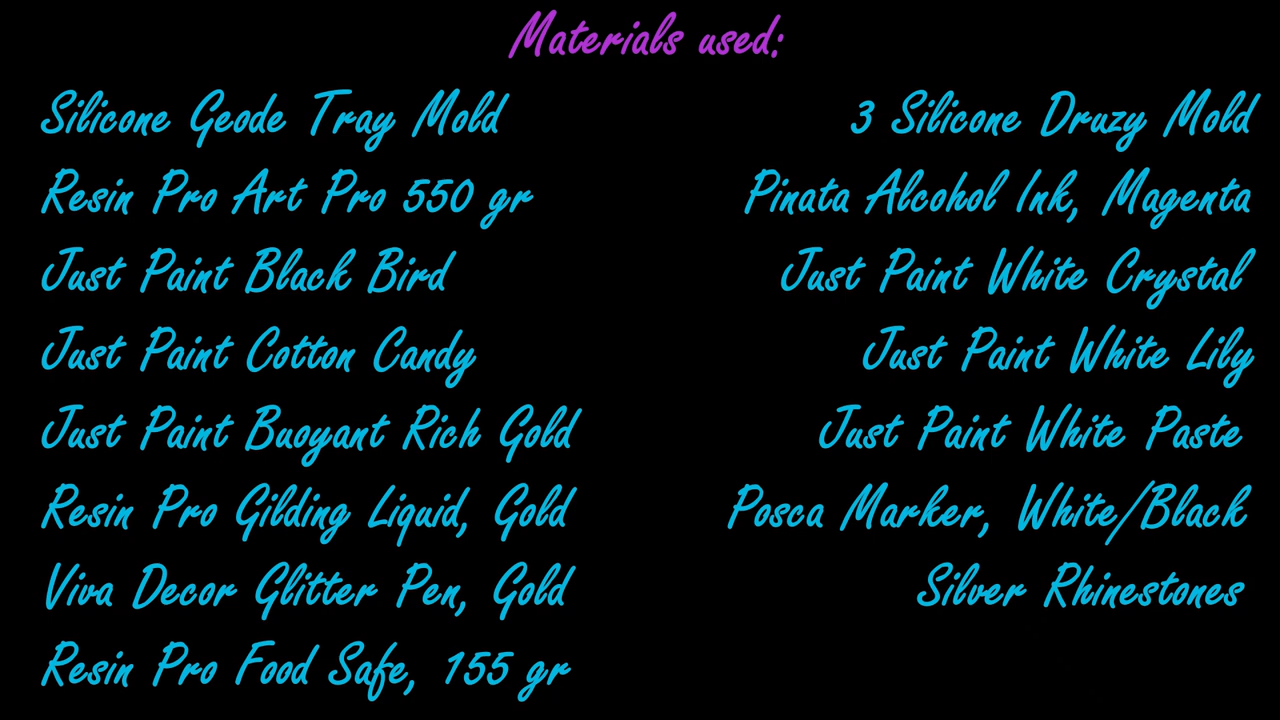 Materials used:
Silicone Geode Tray Mold
Resin Pro Art Pro 550 gr
Just Paint Black Bird
Just Paint Cotton Candy
Just Paint Buoyant Rich Gold
Resin Pro Gilding Liquid, Gold
Viva Decor Glitter Pen, Gold
Resin Pro Food Safe, 155 gr
3 Silicone Druzy Mold
Pinata Alcohol Ink, Magenta
Just Paint White Crystal
Just Paint White Lily
Just Paint White Paste
Posca Marker, White/Black
Silver Rhinestones